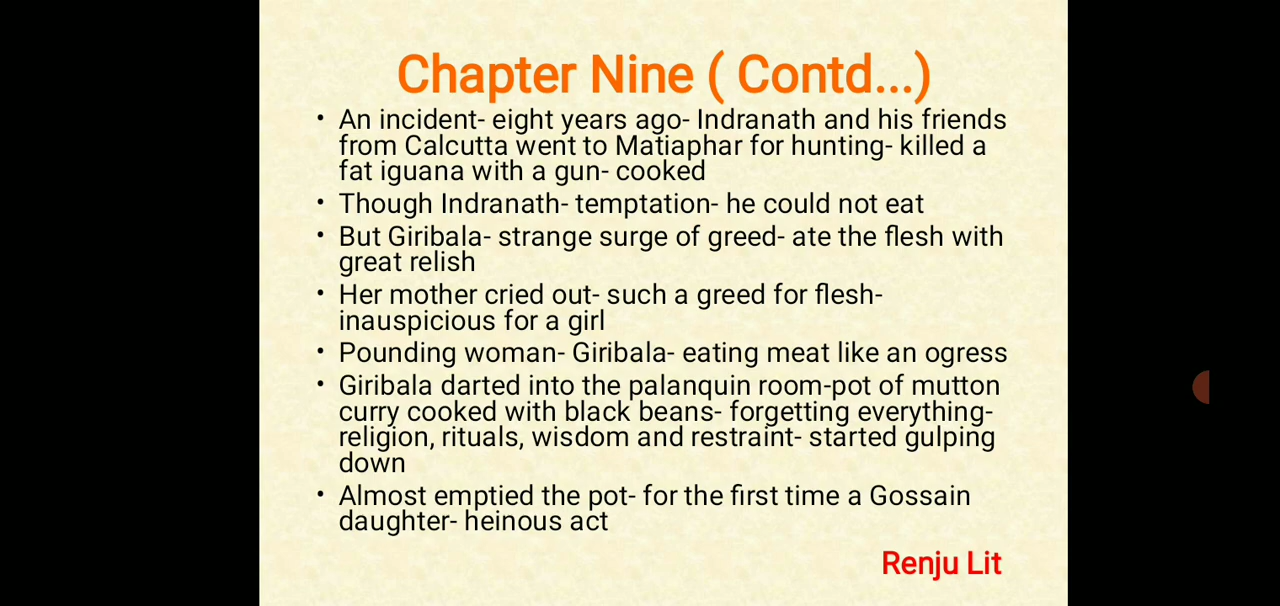 Chapter Nine ( Contd...)
• An incident- eight years ago- Indranath and his friends
from Calcutta went to Matiaphar for hunting- killed a
fat iguana with a gun- cooked
• Though Indranath- temptation- he could not eat
• But Giribala- strange surge of greed- ate the flesh with
great relish
• Her mother cried out- such a greed for flesh-
inauspicious for a girl
• Pounding woman- Giribala- eating meat like an ogress
• Giribala darted into the palanquin room-pot of mutton
curry cooked with black beans- forgetting everything-
religion, rituals, wisdom and restraint- started gulping
down
• Almost emptied the pot- for the first time a Gossain
daughter- heinous act
Renju Lit